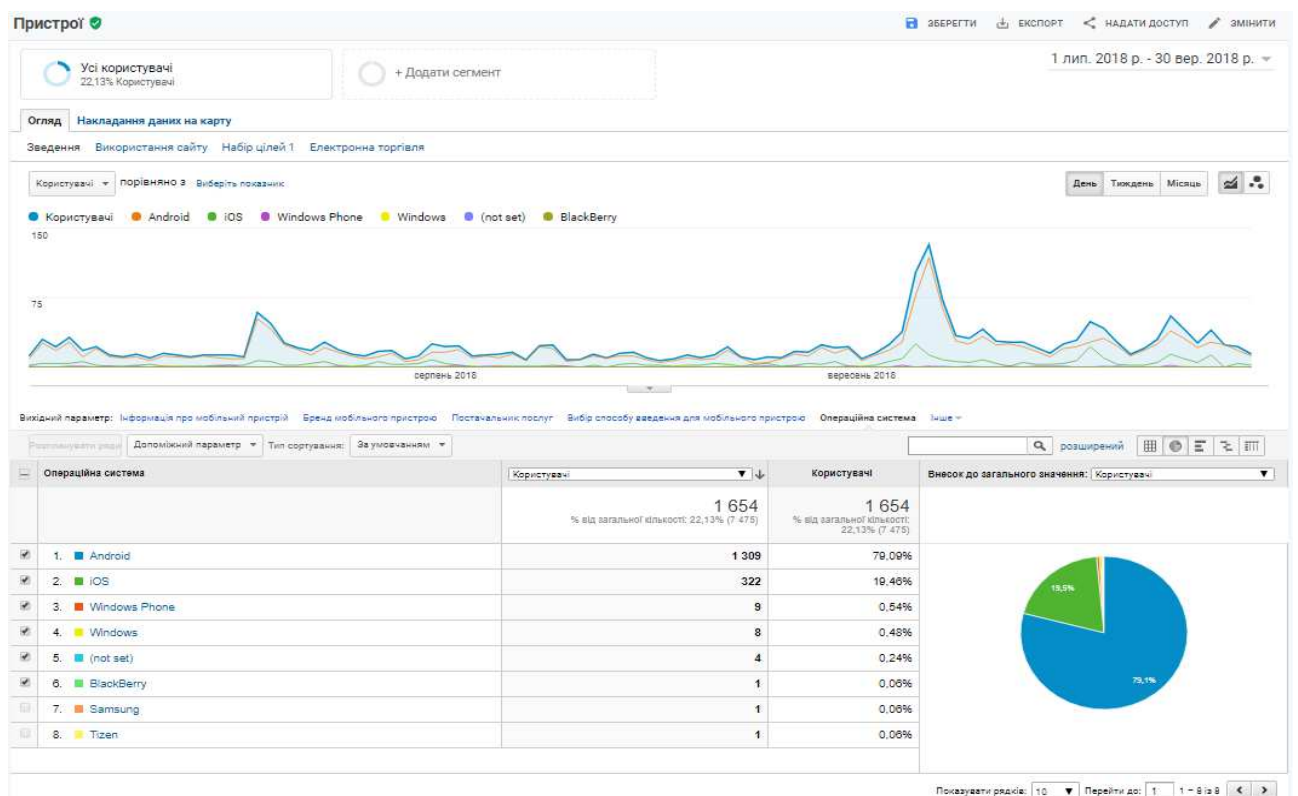 Пристрої
ЗБЕРЕГТИ ЕКСПОРТ НАДАТИ ДОСТУП ЗМІНИТИ
Усі користувачі
22,13% Користувачі
+ Додати сегмент
1 лип. 2018 р. - 30 вер. 2018 р.
Огляд Накладання даних на карту
Зведення Використання сайту Набір цілей 1 Електронна торгівля
Користувачі порівняно з Виберіть показник
День Тиждень Місяць
Користувачі Android iOS Windows Phone Windows (not set) BlackBerry
150
75
серпень 2018 вересень 2018
Вихідний параметр: Інформація про мобільний пристрій Бренд мобільного пристрою Постачальник послуг Вибір способу введення для мобільного пристрою Операційна система Інше
Розпланувати ряди Допоміжний параметр Тип сортування: За умовчанням
розширений
Операційна система Користувачі Користувачі Внесок до загального значення: Користувачі
1 654 1 654
% від загальної кількості: 22,13% (7 475) % від загальної кількості:
22,13% (7 475)
1. Android 1 309 79,09%
2. iOS 322 19,46%
3. Windows Phone 9 0,54%
4. Windows 8 0,48%
5. (not set) 4 0,24%
6. BlackBerry 1 0,06%
7. Samsung 1 0,06%
8. Tizen 1 0,06%
19,5%
79,1%
Показувати рядків: 10 Перейти до: 1 1 – 8 із 8